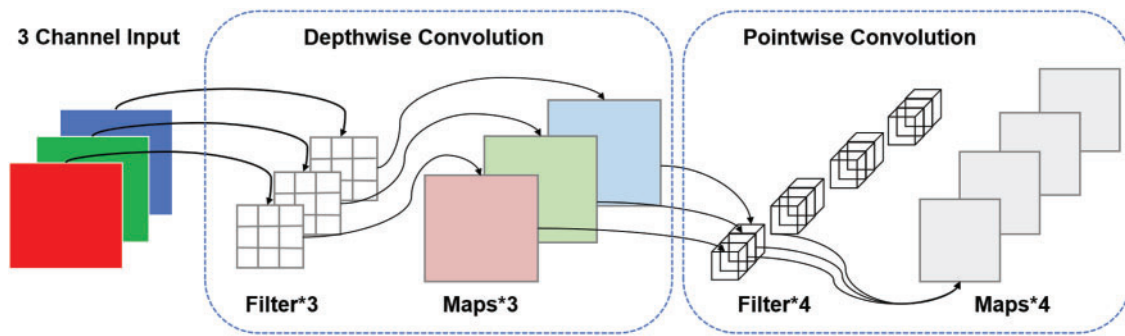 3 Channel Input
Depthwise Convolution
Pointwise Convolution
Filter*3
Maps*3
Filter*4
Maps*4